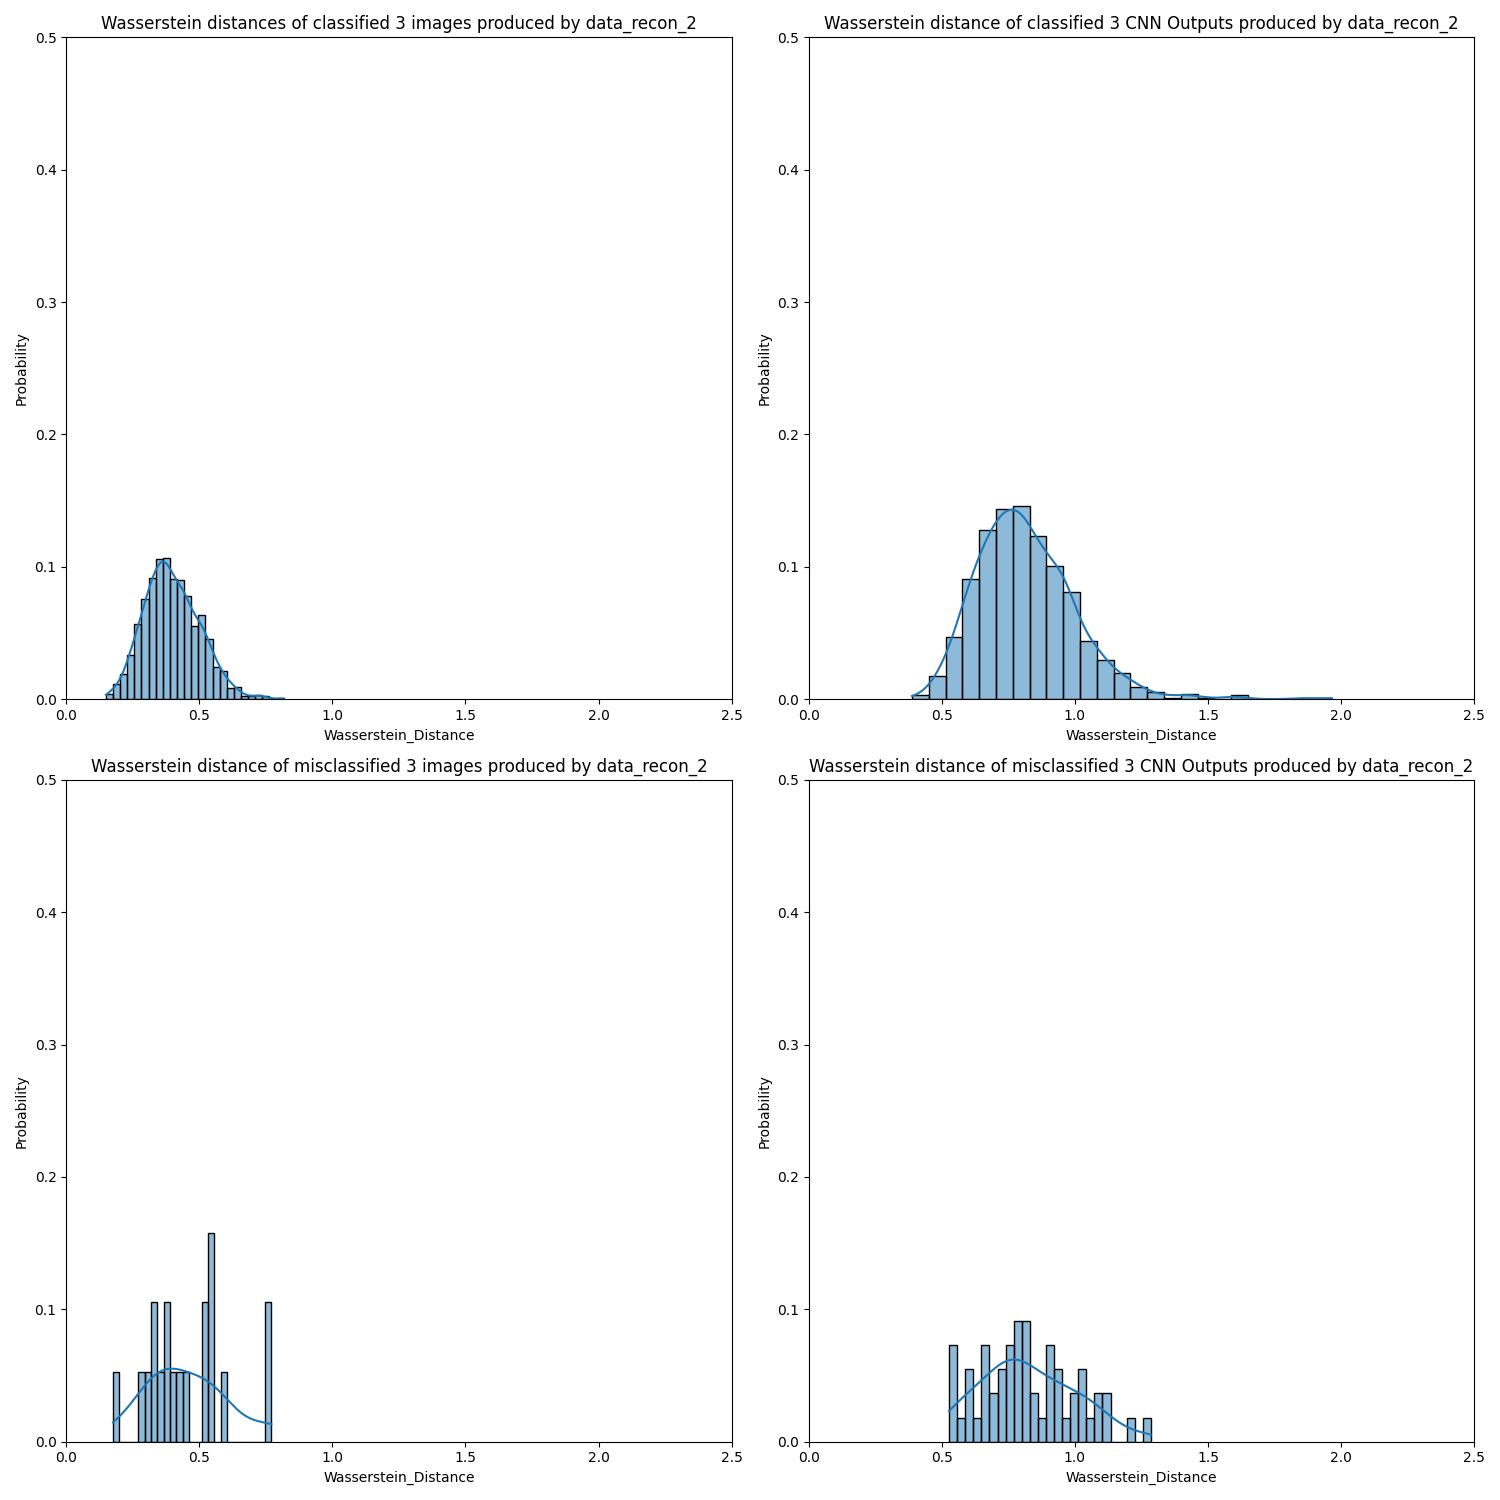 Wasserstein distances of classified 3 images produced by data_recon_2
0.5
0.4
0.3
0.2
0.1
0.0
Probability
0.0 0.5 1.0 1.5 2.0 2.5
Wasserstein_Distance
Wasserstein distance of classified 3 CNN Outputs produced by data_recon_2
0.5
0.4
0.3
0.2
0.1
0.0
Probability
0.0 0.5 1.0 1.5 2.0 2.5
Wasserstein_Distance
Wasserstein distance of misclassified 3 images produced by data_recon_2
0.5
0.4
0.3
0.2
0.1
0.0
Probability
0.0 0.5 1.0 1.5 2.0 2.5
Wasserstein_Distance
Wasserstein distance of misclassified 3 CNN Outputs produced by data_recon_2
0.5
0.4
0.3
0.2
0.1
0.0
Probability
0.0 0.5 1.0 1.5 2.0 2.5
Wasserstein_Distance